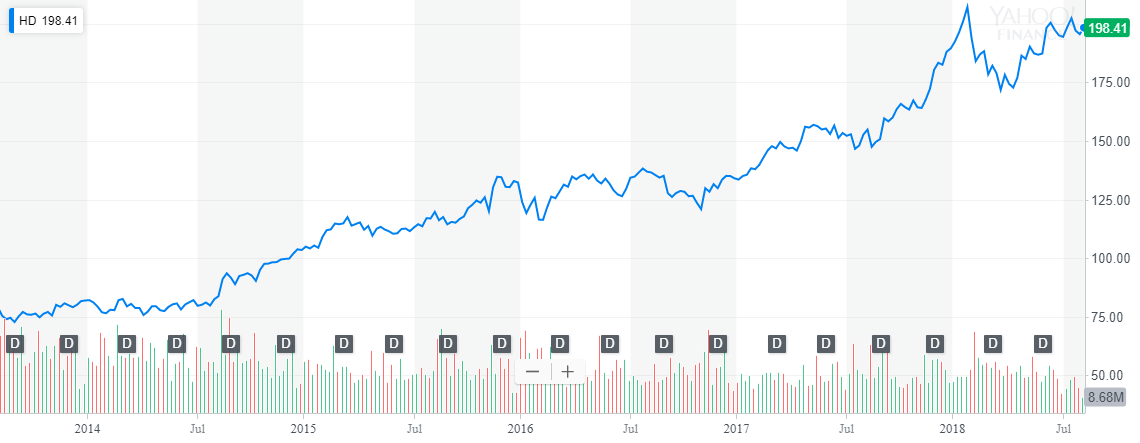 HD 198.41
YAHOO!
FINANCE
198.41
175.00
150.00
125.00
100.00
75.00
D D D D D D D D D D D D D D D D D D D D
− +
50.00
8.68M
2014 Jul 2015 Jul 2016 Jul 2017 Jul 2018 Jul